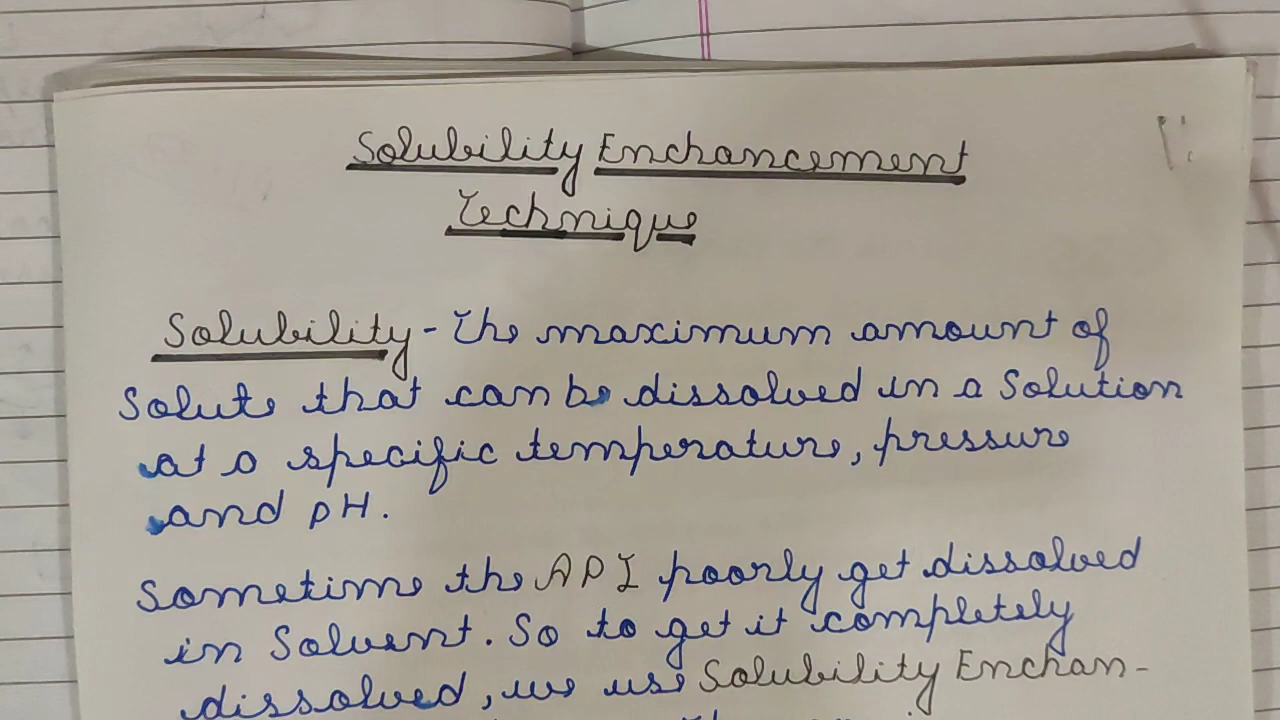 Solubility Enchancement
Technique
Solubility - The maximum amount of
Solute that can be dissolved in a Solution
at a specific temperature, pressure
and pH.
Sometime the API poorly get dissolved
in Solvent. So to get it completely
dissolved, we use Solubility Enchan-